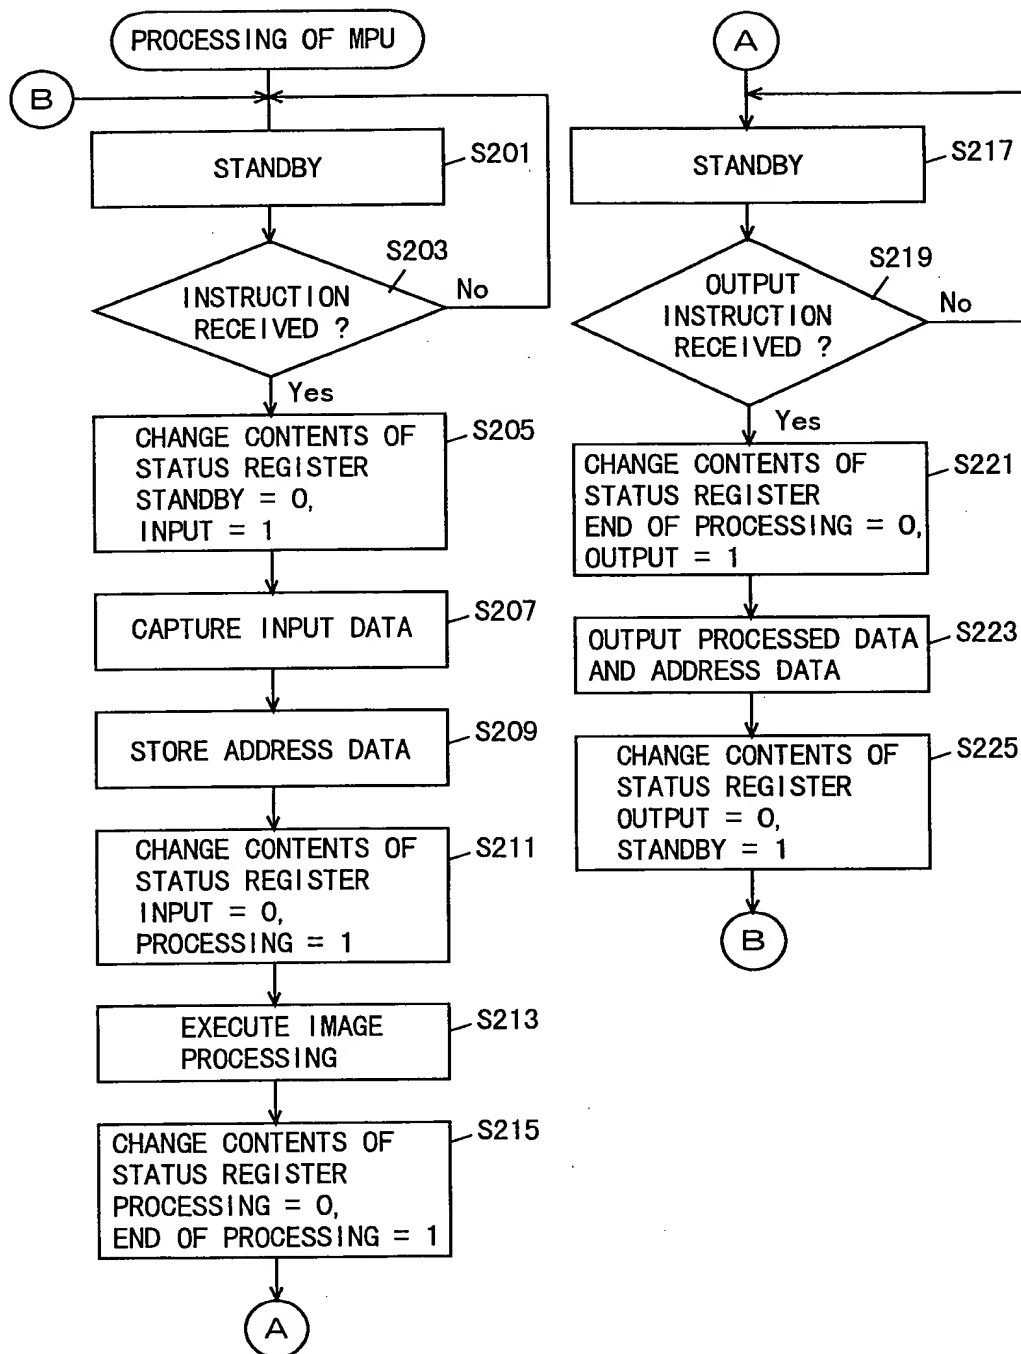 PROCESSING OF MPU
B
STANDBY
S201
S203
INSTRUCTION
RECEIVED ?
No
Yes
CHANGE CONTENTS OF
STATUS REGISTER
STANDBY = 0,
INPUT = 1
S205
CAPTURE INPUT DATA
S207
STORE ADDRESS DATA
S209
CHANGE CONTENTS OF
STATUS REGISTER
INPUT = 0,
PROCESSING = 1
S211
EXECUTE IMAGE
PROCESSING
S213
CHANGE CONTENTS OF
STATUS REGISTER
PROCESSING = 0,
END OF PROCESSING = 1
S215
A
A
STANDBY
S217
S219
OUTPUT
INSTRUCTION
RECEIVED ?
No
Yes
CHANGE CONTENTS OF
STATUS REGISTER
END OF PROCESSING = 0,
OUTPUT = 1
S221
OUTPUT PROCESSED DATA
AND ADDRESS DATA
S223
CHANGE CONTENTS OF
STATUS REGISTER
OUTPUT = 0,
STANDBY = 1
S225
B